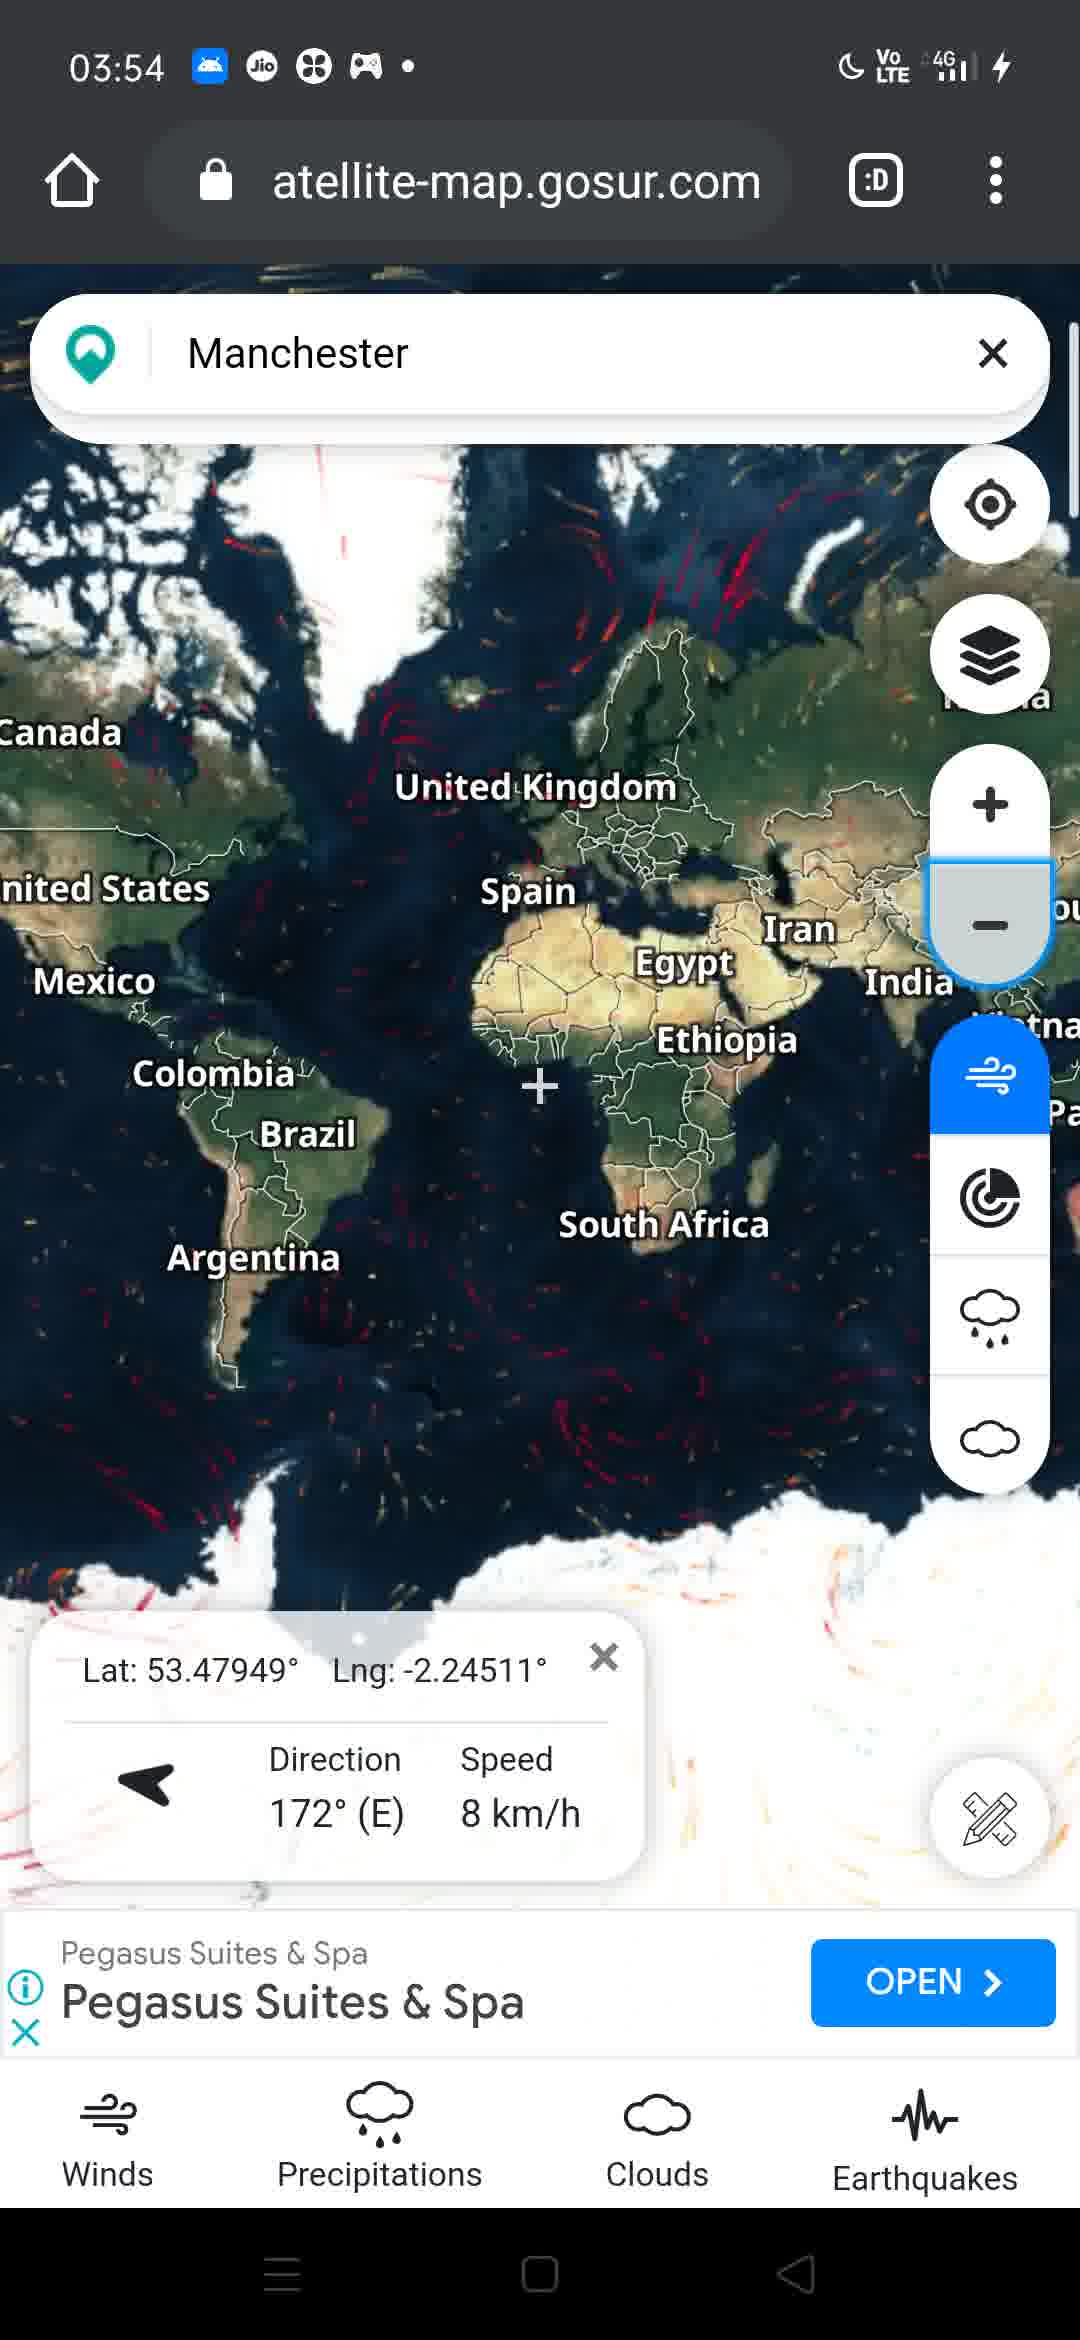 03:54
Jio
Vo
LTE
4G
atellite-map.gosur.com
:D
Manchester
Canada
United Kingdom
nited States
Spain
Iran
Egypt
Mexico
India
Ethiopia
Colombia
Brazil
South Africa
Argentina
Lat: 53.47949° Lng: -2.24511°
Direction Speed
172° (E) 8 km/h
Pegasus Suites & Spa
Pegasus Suites & Spa
OPEN
Winds Precipitations Clouds Earthquakes